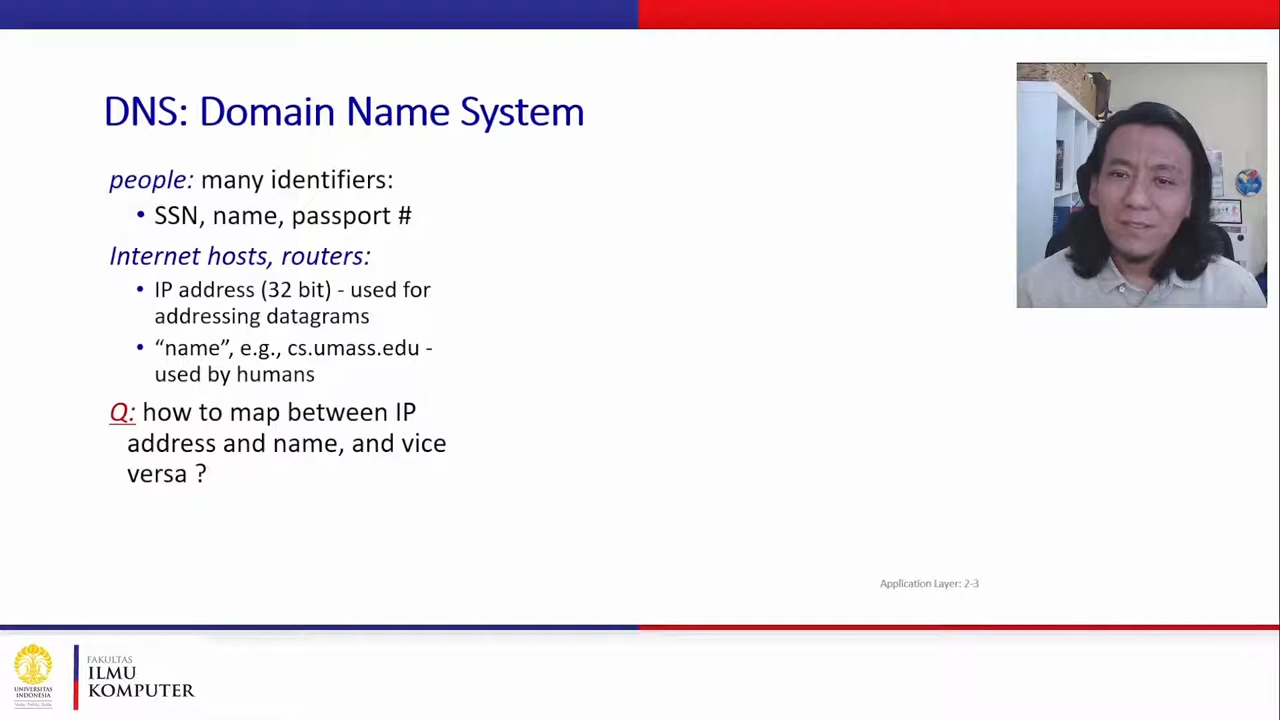 DNS: Domain Name System
people: many identifiers:
• SSN, name, passport #
Internet hosts, routers:
• IP address (32 bit) - used for
addressing datagrams
• “name”, e.g., cs.umass.edu -
used by humans
Q: how to map between IP
address and name, and vice
versa ?
Application Layer: 2-3
UNIVERSITAS
INDONESIA
FAKULTAS
ILMU
KOMPUTER